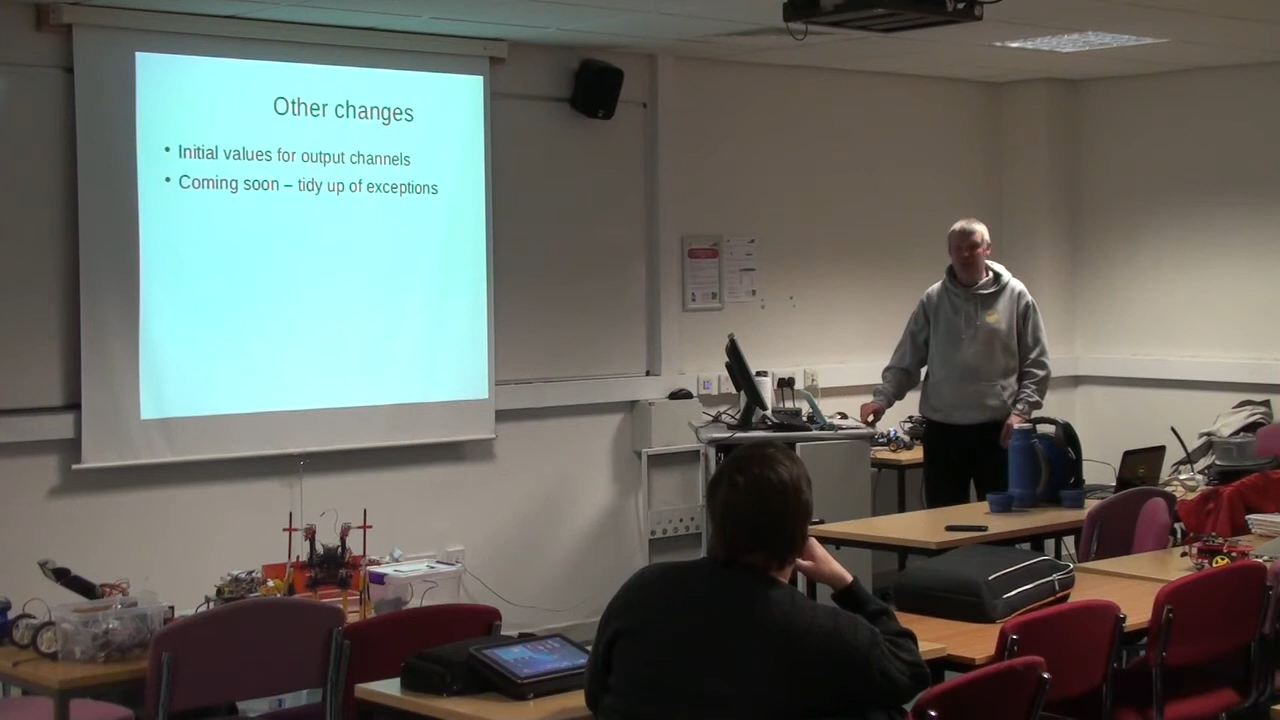 Other changes
• Initial values for output channels
• Coming soon – tidy up of exceptions